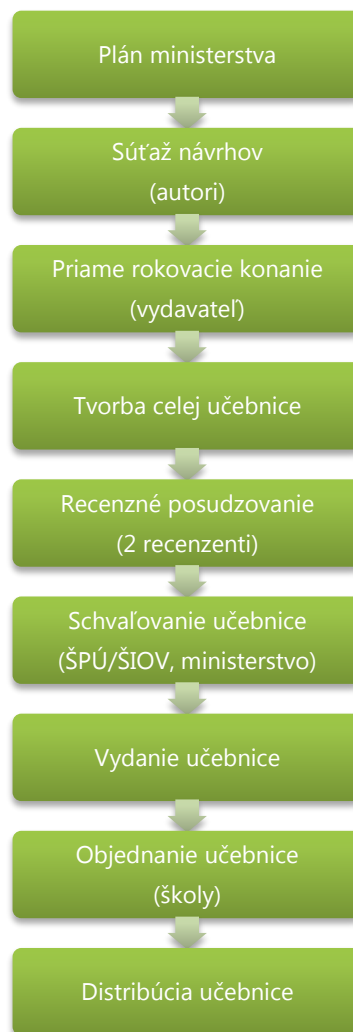 Plán ministerstva
Súťaž návrhov
(autori)
Priame rokovacie konanie
(vydavateľ)
Tvorba celej učebnice
Recenzné posudzovanie
(2 recenzenti)
Schvaľovanie učebnice
(ŠPÚ/ŠIOV, ministerstvo)
Vydanie učebnice
Objednanie učebnice
(školy)
Distribúcia učebnice